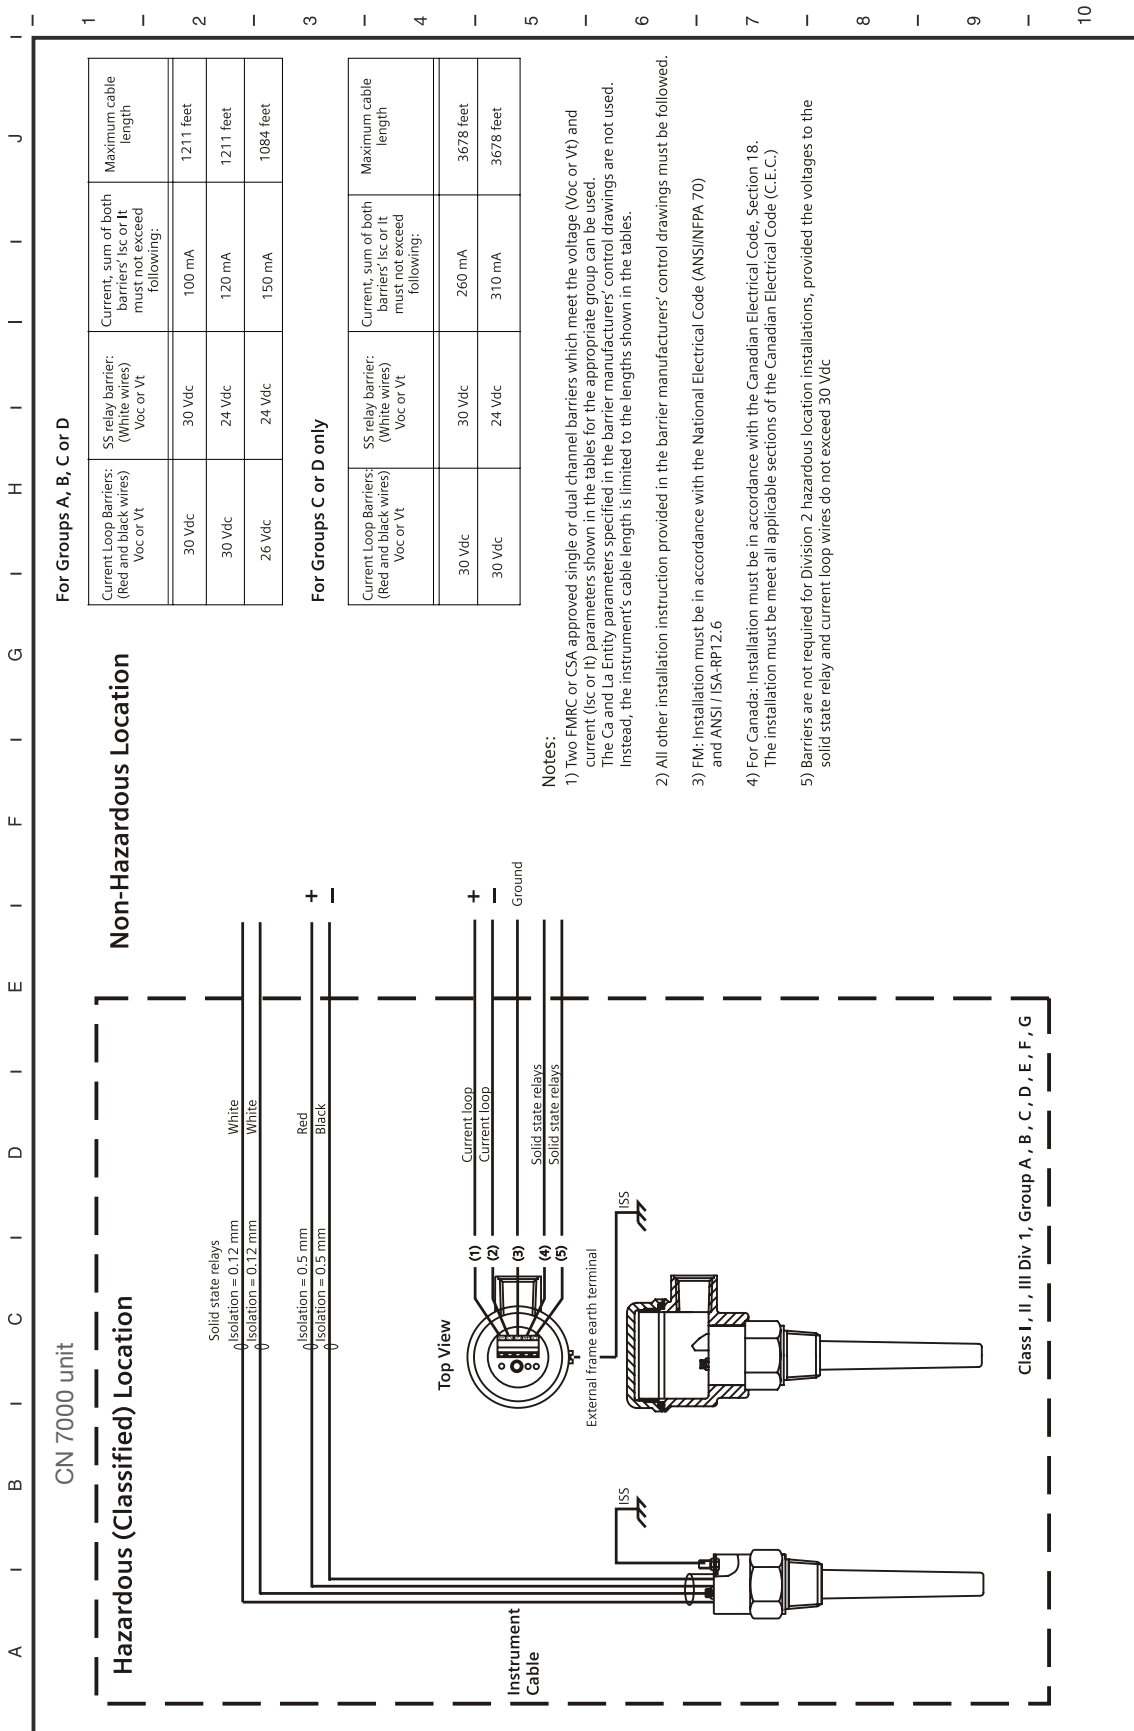 A B C D E F G H I J
1
2
3
4
5
6
7
8
9
10
CN 7000 unit
Hazardous (Classified) Location
Non-Hazardous Location
Solid state relays
Isolation = 0.12 mm
Isolation = 0.12 mm
White
White
Isolation = 0.5 mm
Isolation = 0.5 mm
Red
Black
+
–
Instrument
Cable
ISS
Top View
(1)
(2)
(3)
(4)
(5)
Current loop
Current loop
Solid state relays
Solid state relays
+
–
Ground
External frame earth terminal
ISS
Class I, II, III Div 1, Group A, B, C, D, E, F, G
For Groups A, B, C or D
Current Loop Barriers:
(Red and black wires)
Voc or Vt
SS relay barrier:
(White wires)
Voc or Vt
Current, sum of both
barriers' Isc or It
must not exceed
following:
Maximum cable
length
30 Vdc 30 Vdc 100 mA 1211 feet
30 Vdc 24 Vdc 120 mA 1211 feet
26 Vdc 24 Vdc 150 mA 1084 feet
For Groups C or D only
Current Loop Barriers:
(Red and black wires)
Voc or Vt
SS relay barrier:
(White wires)
Voc or Vt
Current, sum of both
barriers' Isc or It
must not exceed
following:
Maximum cable
length
30 Vdc 30 Vdc 260 mA 3678 feet
30 Vdc 24 Vdc 310 mA 3678 feet
Notes:
1) Two FMRC or CSA approved single or dual channel barriers which meet the voltage (Voc or Vt) and
current (Isc or It) parameters shown in the tables for the appropriate group can be used.
The Ca and La Entity parameters specified in the barrier manufacturers' control drawings are not used.
Instead, the instrument's cable length is limited to the lengths shown in the tables.
2) All other installation instruction provided in the barrier manufacturers' control drawings must be followed.
3) FM: Installation must be in accordance with the National Electrical Code (ANSI/NFPA 70)
and ANSI / ISA-RP12.6
4) For Canada: Installation must be in accordance with the Canadian Electrical Code, Section 18.
The installation must be meet all applicable sections of the Canadian Electrical Code (C.E.C.)
5) Barriers are not required for Division 2 hazardous location installations, provided the voltages to the
solid state relay and current loop wires do not exceed 30 Vdc